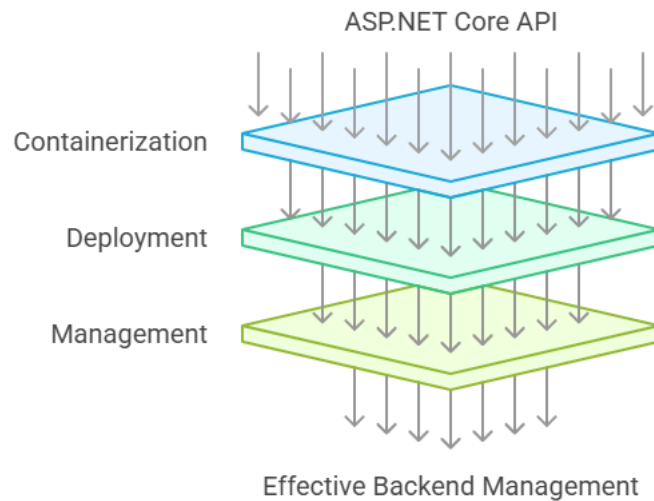 ASP.NET Core API
Containerization
Deployment
Management
Effective Backend Management